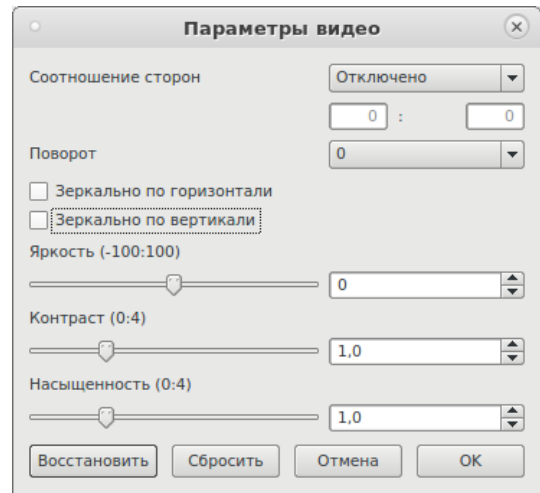 Параметры видео
Соотношение сторон Отключено
0 : 0
Поворот 0
Зеркально по горизонтали
Зеркально по вертикали
Яркость (-100:100)
0
Контраст (0:4)
1,0
Насыщенность (0:4)
1,0
Восстановить Сбросить Отмена OK